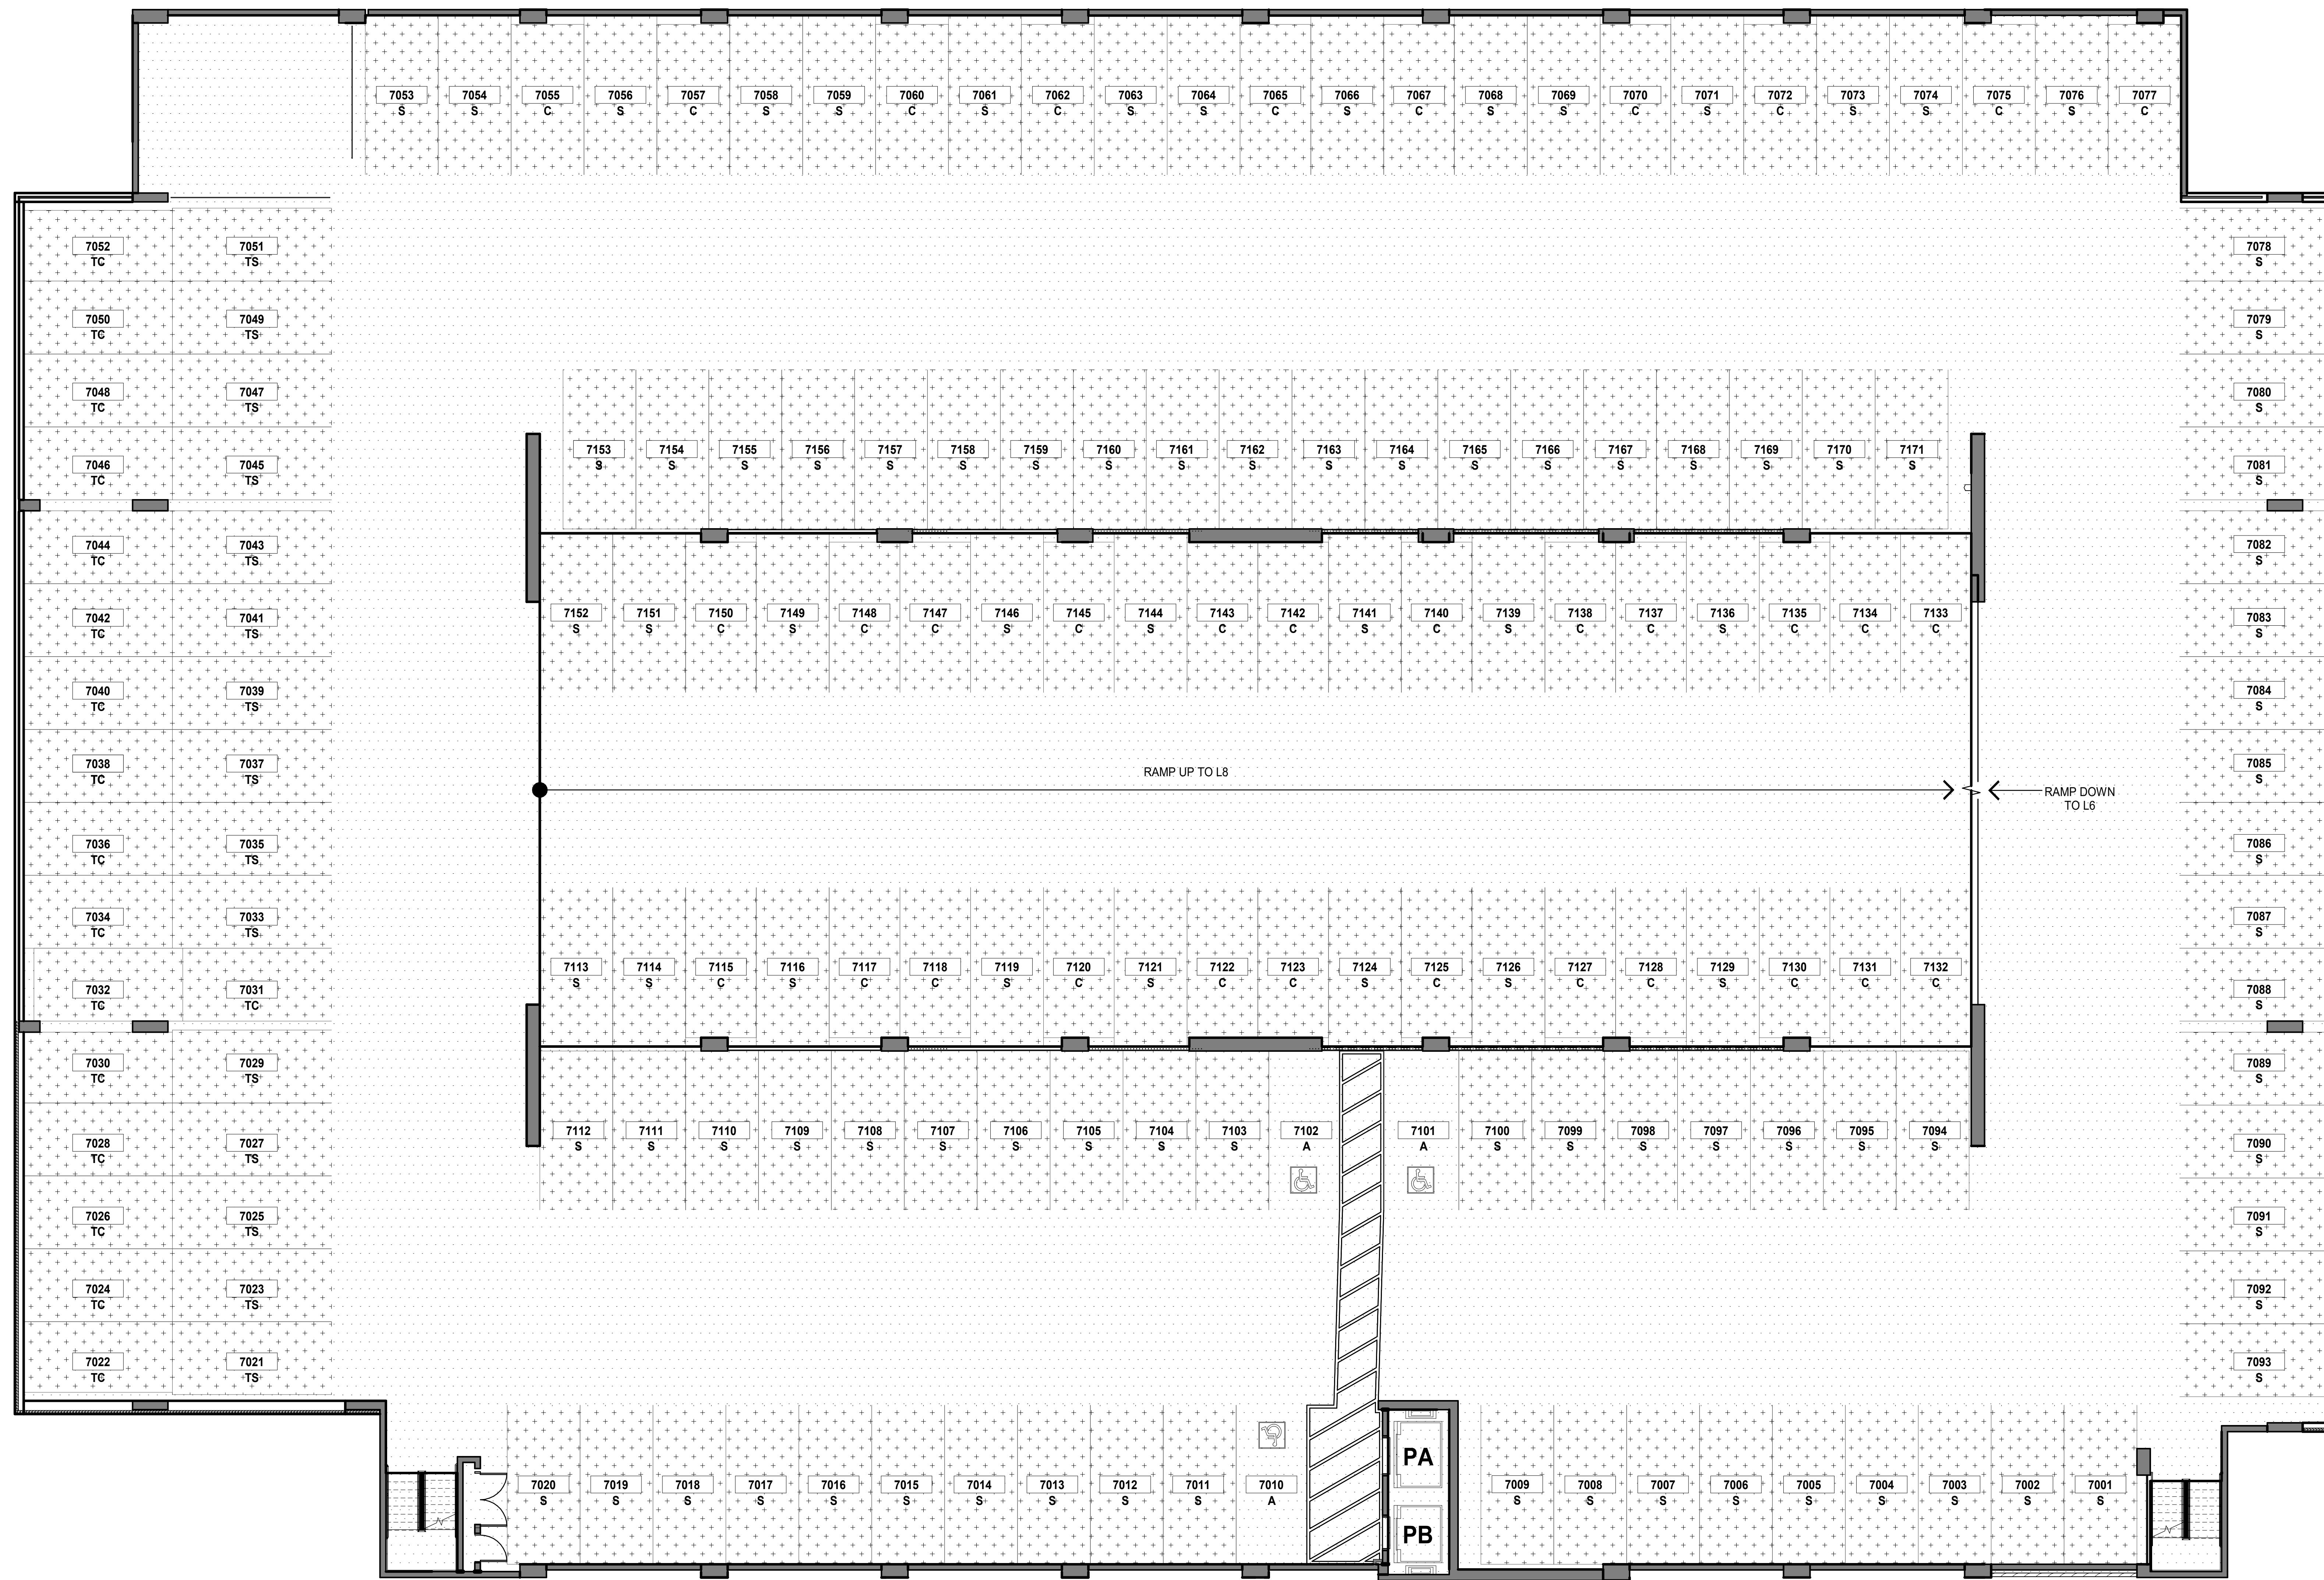 7053 7054 7055 7056 7057 7058 7059 7060 7061 7062 7063 7064 7065 7066 7067 7068 7069 7070 7071 7072 7073 7074 7075 7076 7077
S S C S C S S C S C S S C S C S S C S C S S C S C
7052 7051 7078
TC TS S
7050 7049 7079
TC TS S
7048 7047 7080
TC TS S
7153 7154 7155 7156 7157 7158 7159 7160 7161 7162 7163 7164 7165 7166 7167 7168 7169 7170 7171
S S S S S S S S S S S S S S S S S S S
7046 7045 7081
TC TS S
7044 7043 7082
TC TS S
7152 7151 7150 7149 7148 7147 7146 7145 7144 7143 7142 7141 7140 7139 7138 7137 7136 7135 7134 7133
S S C S C C S C S C C S C S C C S C C C
7042 7041 7083
TC TS S
7040 7039 7084
TC TS S
7038 7037 7085
TC TS S
RAMP UP TO L8
RAMP DOWN
TO L6
7036 7035 7086
TC TS S
7034 7033 7087
TC TS S
7113 7114 7115 7116 7117 7118 7119 7120 7121 7122 7123 7124 7125 7126 7127 7128 7129 7130 7131 7132
S S C S C C S C S C C S C S C C S C C C
7032 7031 7088
TC TC S
7030 7029 7089
TC TS S
7112 7111 7110 7109 7108 7107 7106 7105 7104 7103 7102 7101 7100 7099 7098 7097 7096 7095 7094
S S S S S S S S S S A A S S S S S S S
7028 7027 7090
TC TS S
7026 7025 7091
TC TS S
7024 7023 7092
TC TS S
7022 7021 7093
TC TS S
PA
7020 7019 7018 7017 7016 7015 7014 7013 7012 7011 7010 7009 7008 7007 7006 7005 7004 7003 7002 7001
S S S S S S S S S S A S S S S S S S S S
PB